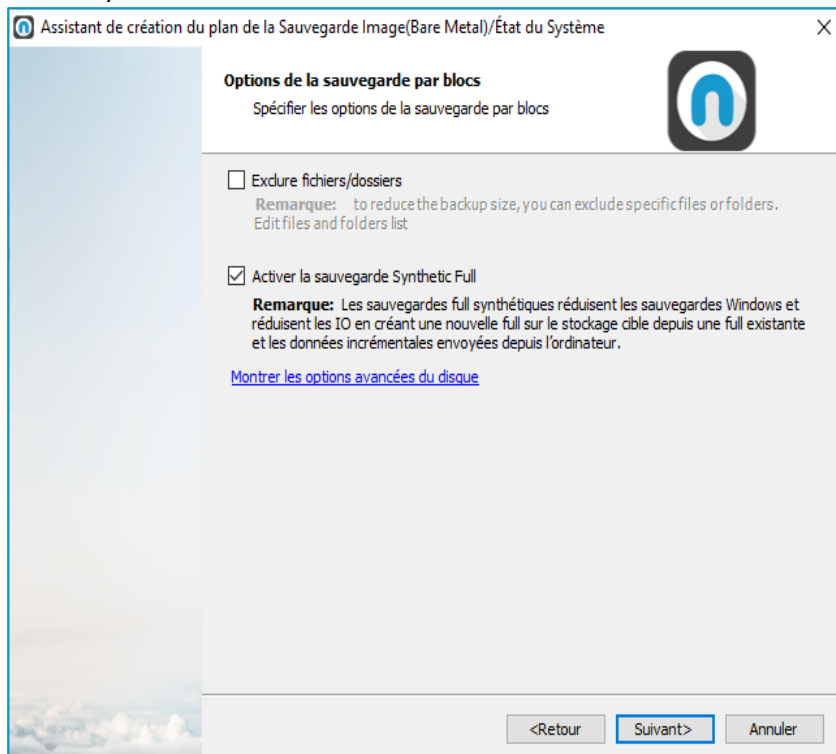 Assistant de création du plan de la Sauvegarde Image(Bare Metal)/État du Système
Options de la sauvegarde par blocs
Spécifier les options de la sauvegarde par blocs
Exclure fichiers/dossiers
Remarque: to reduce the backup size, you can exclude specific files or folders.
Edit files and folders list
Activer la sauvegarde Synthetic Full
Remarque: Les sauvegardes full synthétiques réduisent les sauvegardes Windows et
réduisent les IO en créant une nouvelle full sur le stockage cible depuis une full existante
et les données incrémentales envoyées depuis l'ordinateur.
Montrer les options avancées du disque
<Retour Suivant> Annuler